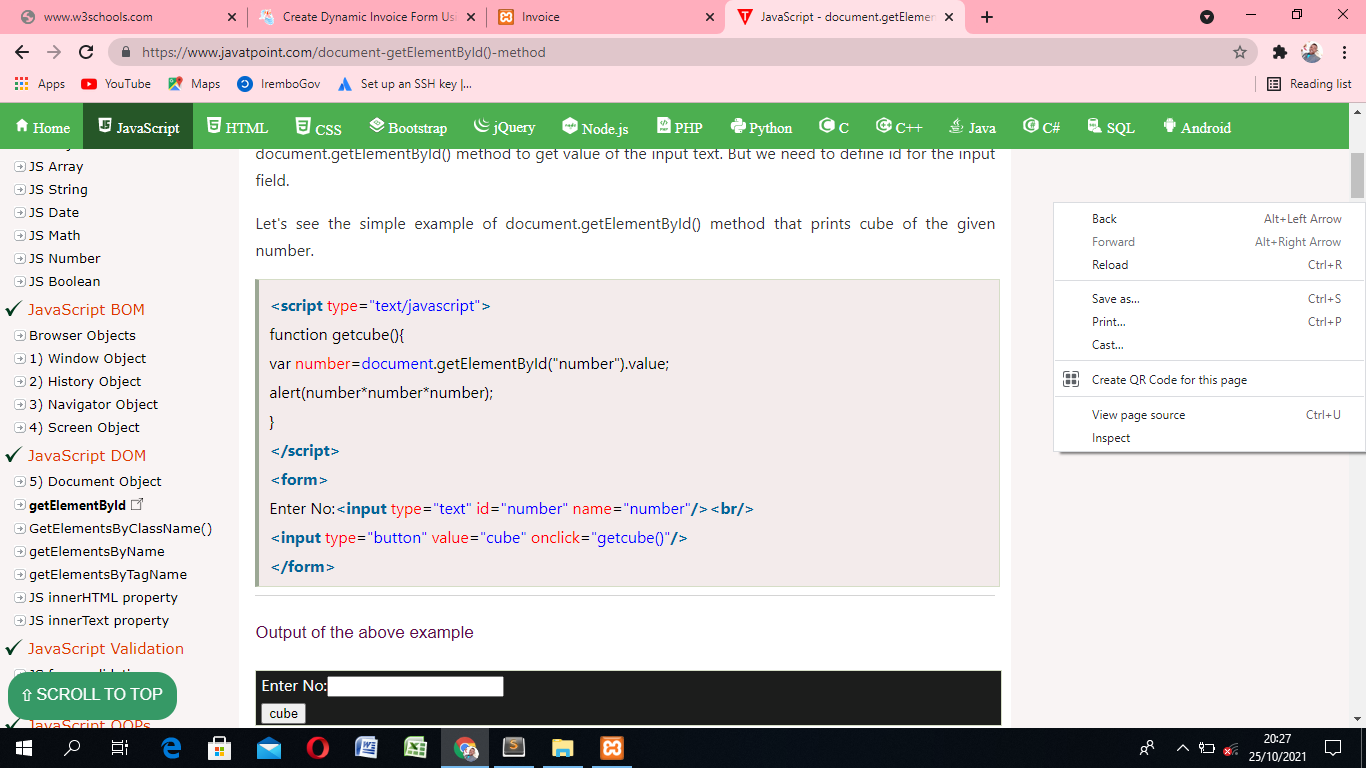 www.w3schools.com
Create Dynamic Invoice Form Us
Invoice
JavaScript - document.getElemen
https://www.javatpoint.com/document-getElementById()-method
Apps
YouTube
Maps
IremboGov
Set up an SSH key |...
Reading list
Home
JavaScript
HTML
CSS
Bootstrap
jQuery
Node.js
PHP
Python
C
C++
Java
C#
SQL
Android
JS Array
JS String
JS Date
JS Math
JS Number
JS Boolean
JavaScript BOM
Browser Objects
1) Window Object
2) History Object
3) Navigator Object
4) Screen Object
JavaScript DOM
5) Document Object
getElementById
GetElementsByClassName()
getElementsByName
getElementsByTagName
JS innerHTML property
JS innerText property
JavaScript Validation
⇧ SCROLL TO TOP
JavaScript OOPs
document.getElementById() method to get value of the input text. But we need to define id for the input
field.
Let's see the simple example of document.getElementById() method that prints cube of the given
number.
<script type="text/javascript">
function getcube(){
var number=document.getElementById("number").value;
alert(number*number*number);
}
</script>
<form>
Enter No:<input type="text" id="number" name="number"/><br/>
<input type="button" value="cube" onclick="getcube()"/>
</form>
Output of the above example
Enter No:
cube
Back Alt+Left Arrow
Forward Alt+Right Arrow
Reload Ctrl+R
Save as... Ctrl+S
Print... Ctrl+P
Cast...
Create QR Code for this page
View page source Ctrl+U
Inspect
20:27
25/10/2021